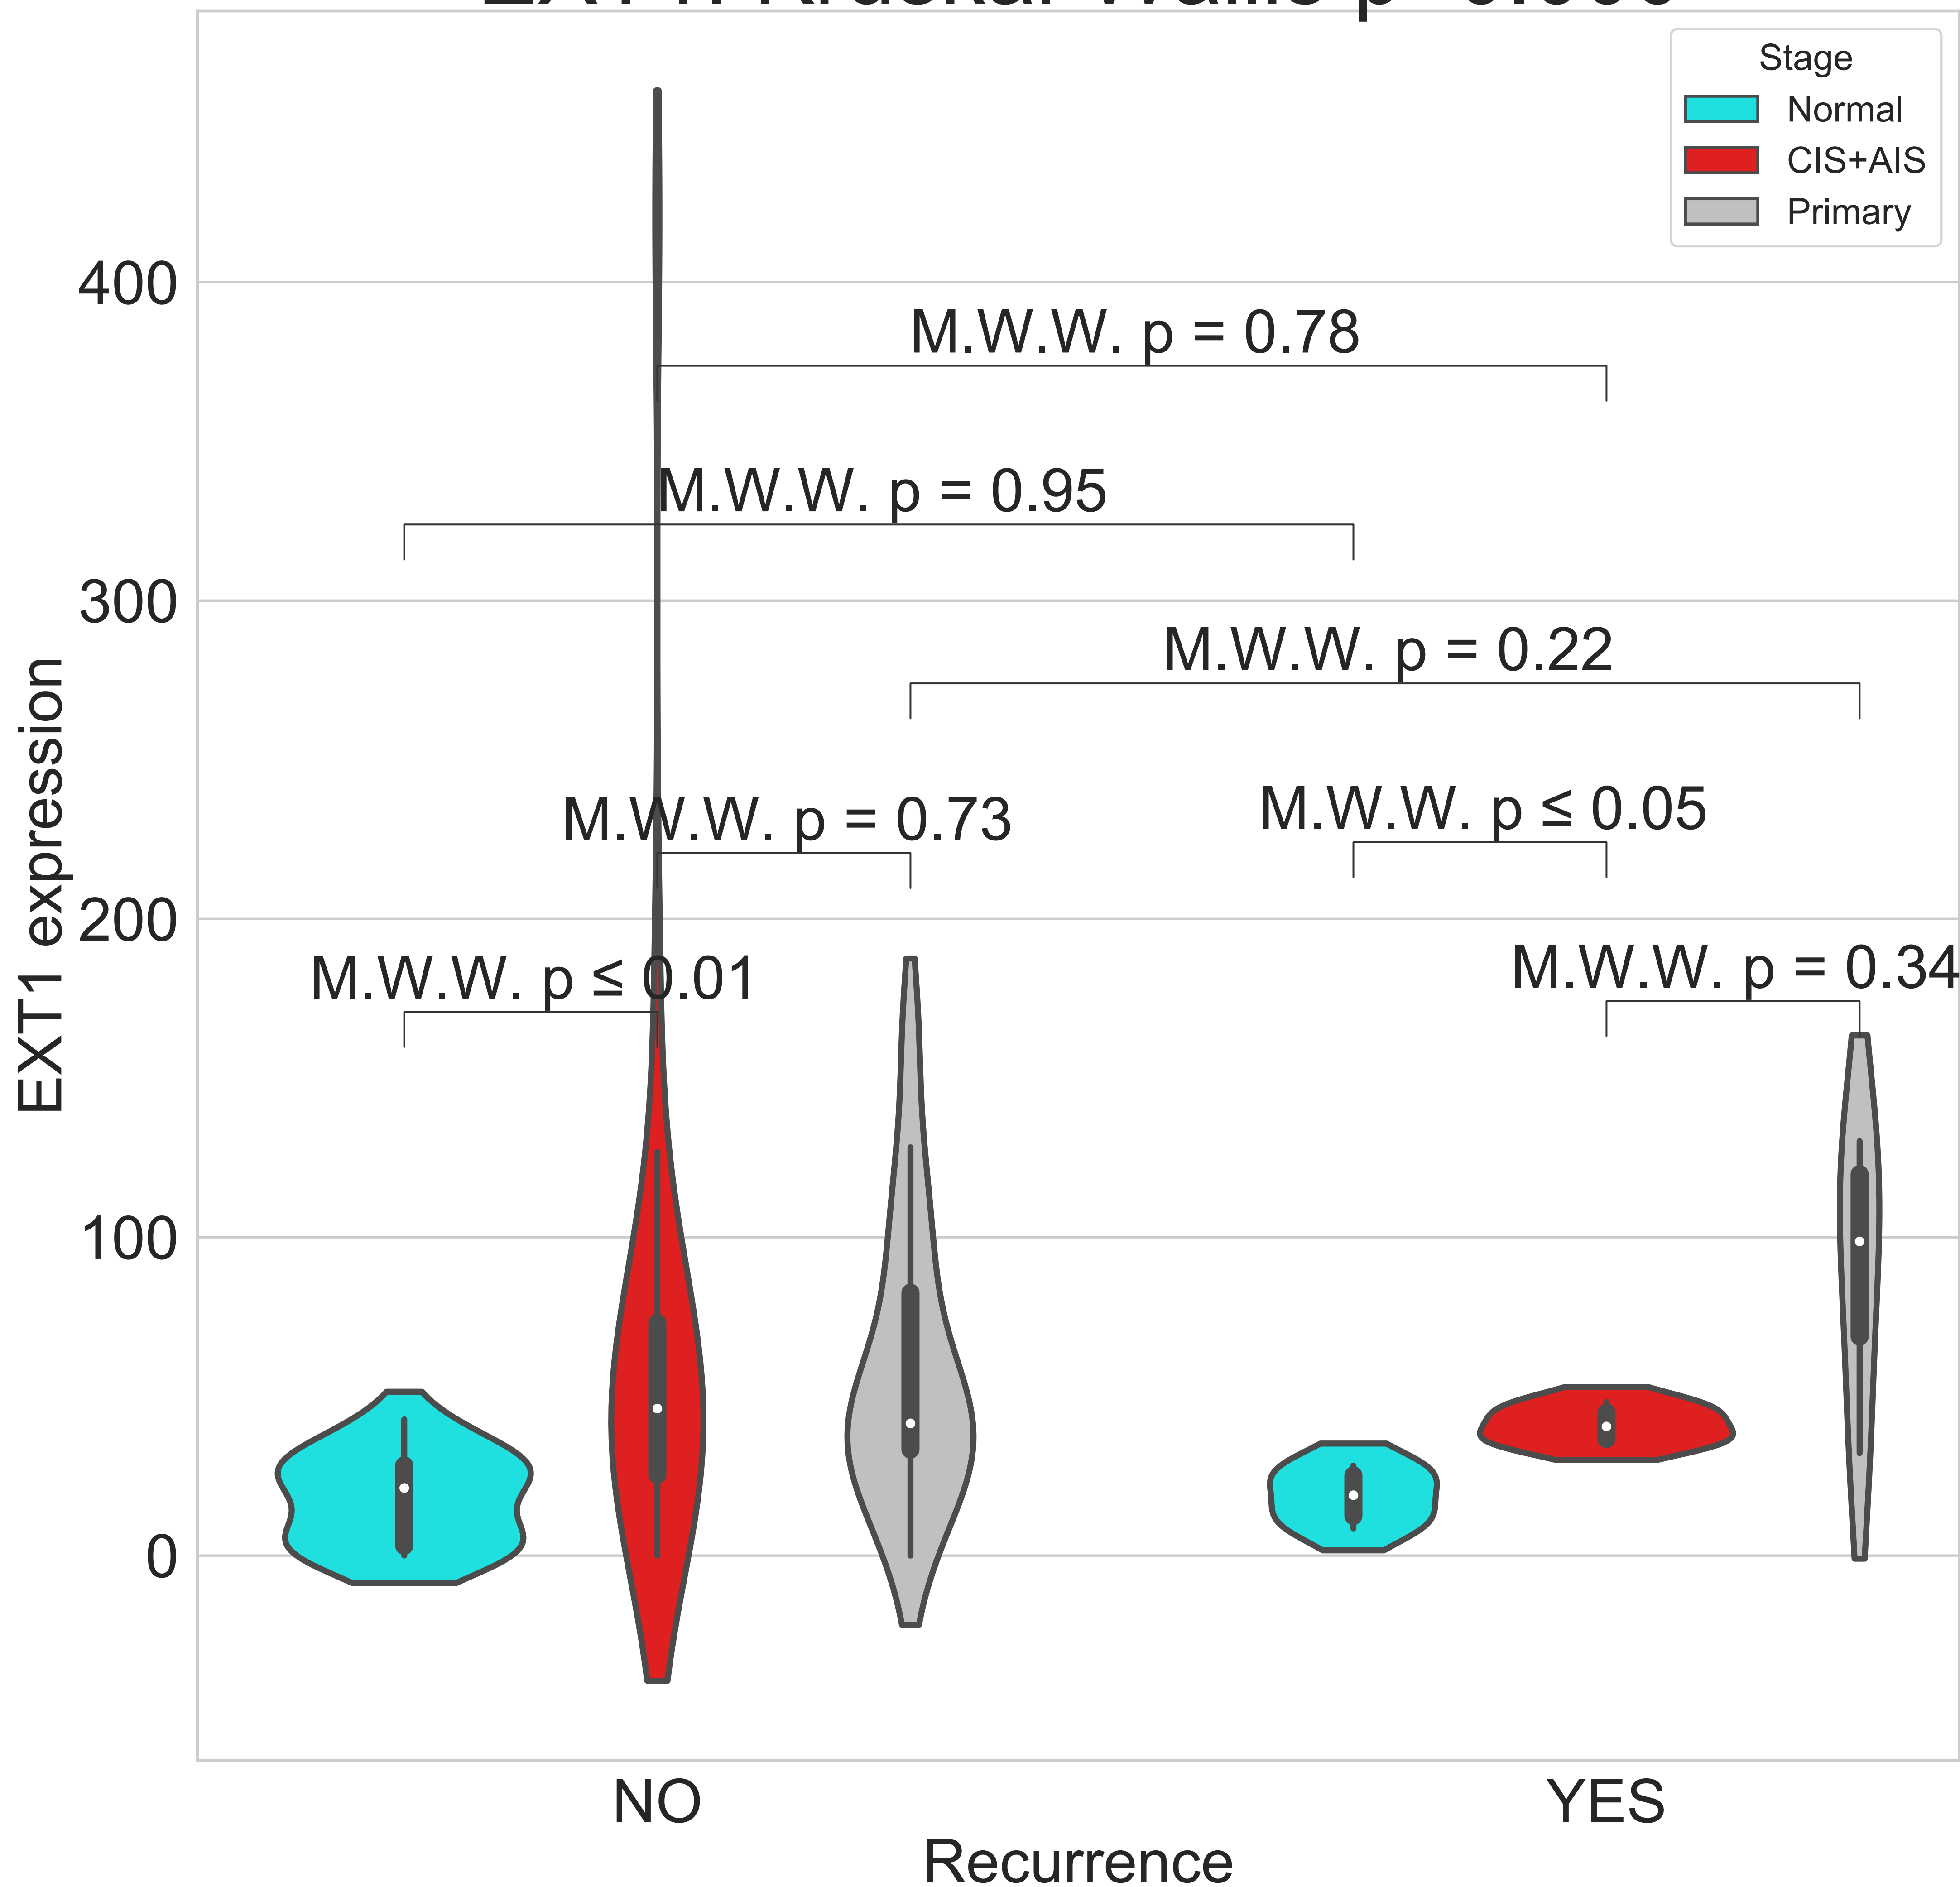 Stage
Normal
CIS+AIS
Primary
400
300
200
100
0
EXT1 expression
M.W.W. p = 0.78
M.W.W. p = 0.95
M.W.W. p = 0.22
M.W.W. p = 0.73
M.W.W. p ≤ 0.05
M.W.W. p ≤ 0.01
M.W.W. p = 0.34
NO
YES
Recurrence